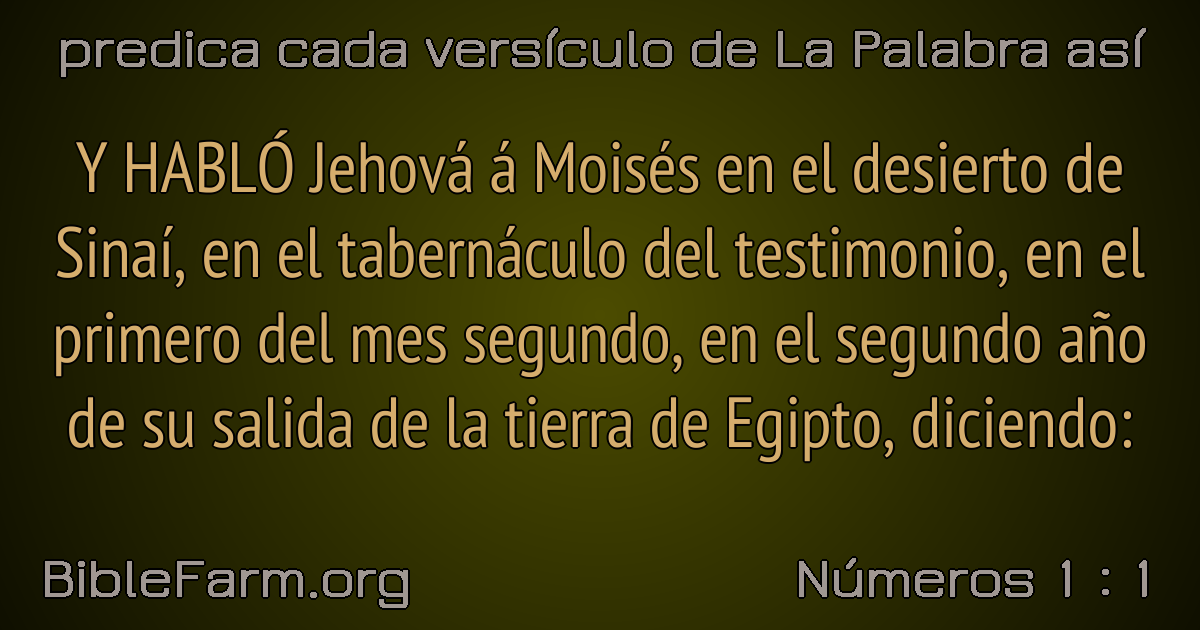 predica cada versículo de La Palabra así
Y HABLÓ Jehová á Moisés en el desierto de
Sinaí, en el tabernáculo del testimonio, en el
primero del mes segundo, en el segundo año
de su salida de la tierra de Egipto, diciendo:
BibleFarm.org
Números 1 : 1